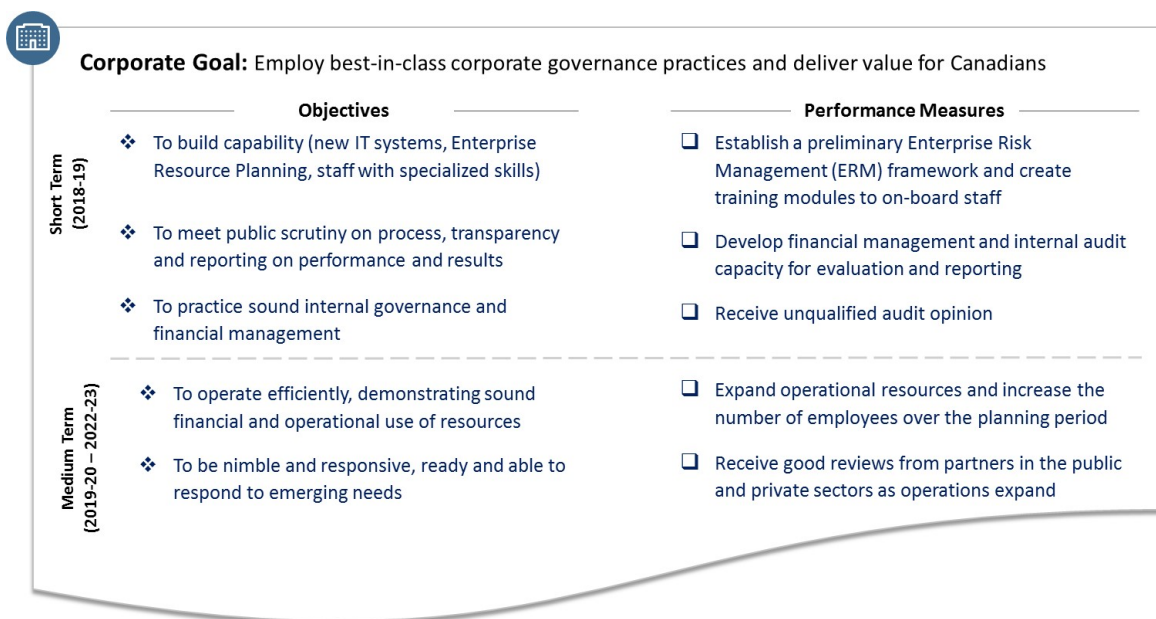 Corporate Goal: Employ best-in-class corporate governance practices and deliver value for Canadians
Objectives
Short Term
(2018-19)
To build capability (new IT systems, Enterprise
Resource Planning, staff with specialized skills)
To meet public scrutiny on process, transparency
and reporting on performance and results
To practice sound internal governance and
financial management
Performance Measures
Establish a preliminary Enterprise Risk
Management (ERM) framework and create
training modules to on-board staff
Develop financial management and internal audit
capacity for evaluation and reporting
Receive unqualified audit opinion
Medium Term
(2019-20 – 2022-23)
To operate efficiently, demonstrating sound
financial and operational use of resources
To be nimble and responsive, ready and able to
respond to emerging needs
Expand operational resources and increase the
number of employees over the planning period
Receive good reviews from partners in the public
and private sectors as operations expand